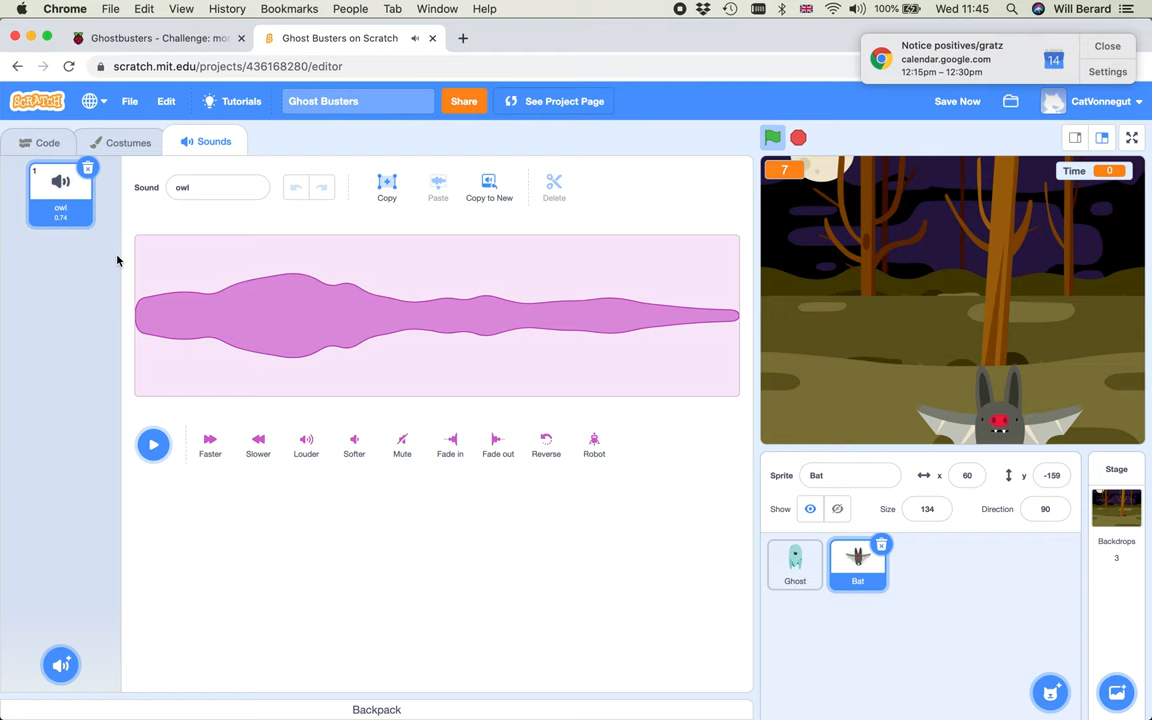 Chrome File Edit View History Bookmarks People Tab Window Help 100% Wed 11:45 Will Berard
Ghostbusters - Challenge: mor Ghost Busters on Scratch
scratch.mit.edu/projects/436168280/editor
Notice positives/gratz
calendar.google.com
12:15pm – 12:30pm
14
Close
Settings
SCRATCH File Edit Tutorials Ghost Busters Share See Project Page Save Now CatVonnegut
Code Costumes Sounds
1
owl
0.74
Sound owl
Copy Paste Copy to New Delete
Faster Slower Louder Softer Mute Fade in Fade out Reverse Robot
7
Time 0
Sprite Bat x 60 y -159
Show Size 134 Direction 90
Ghost
Bat
Stage
Backdrops
3
Backpack